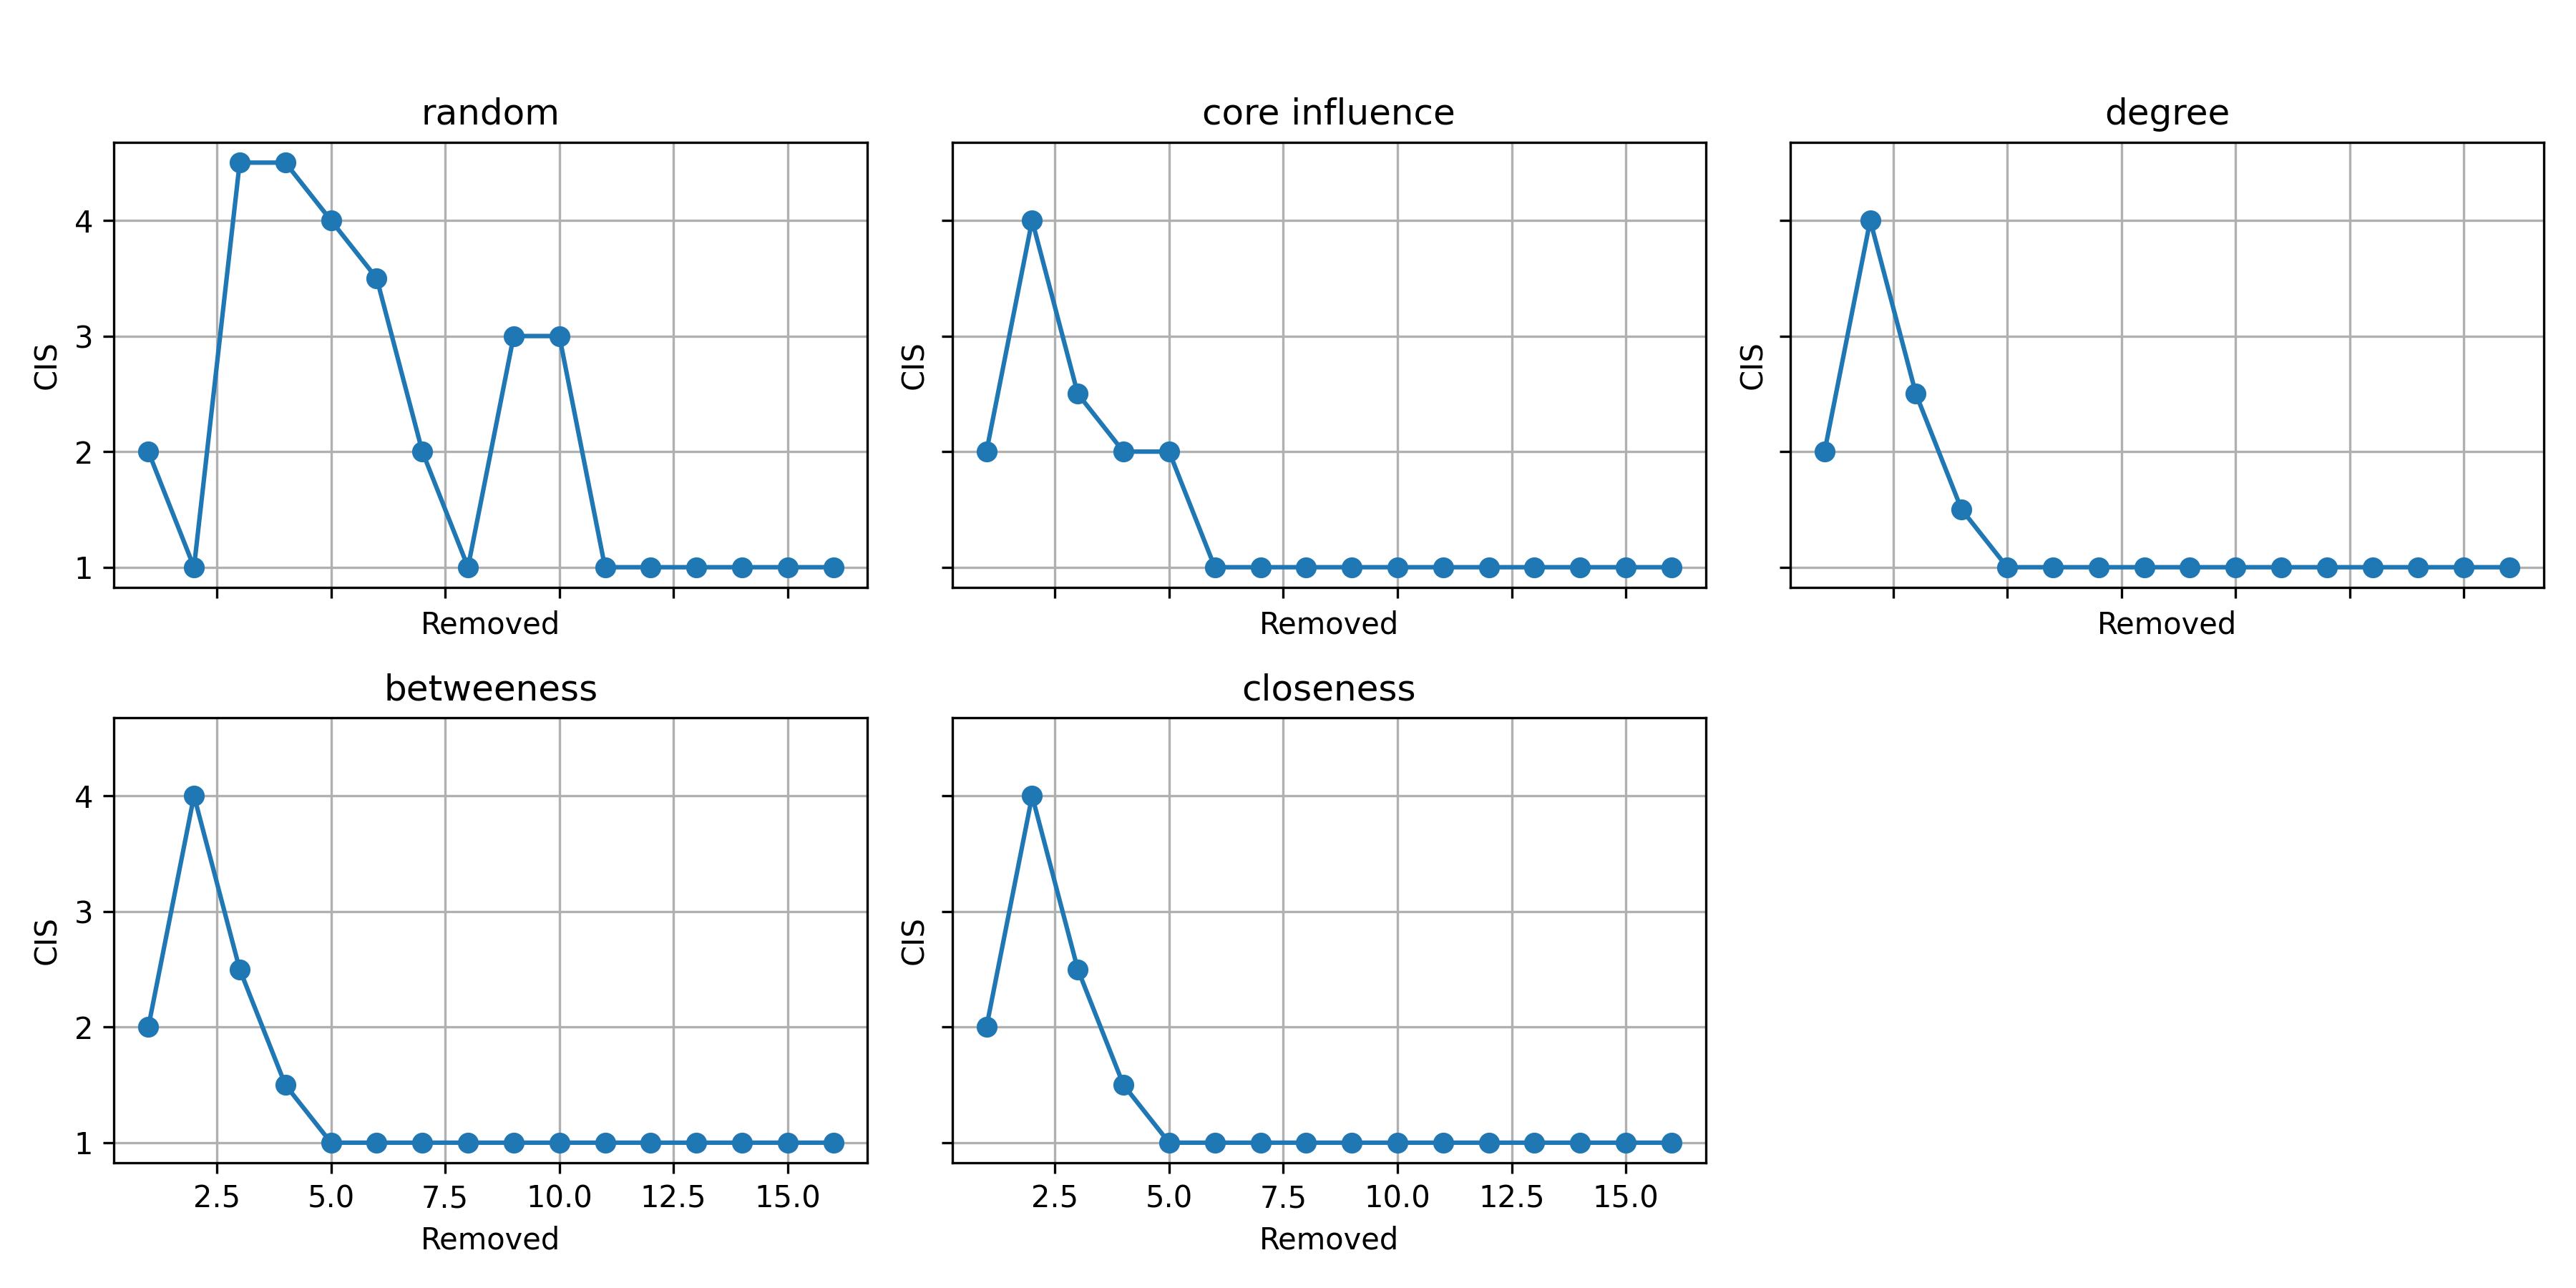 random
core influence
degree
4
3
2
1
CIS
CIS
CIS
Removed
Removed
Removed
betweeness
closeness
4
3
2
1
CIS
CIS
2.5 5.0 7.5 10.0 12.5 15.0
2.5 5.0 7.5 10.0 12.5 15.0
Removed
Removed